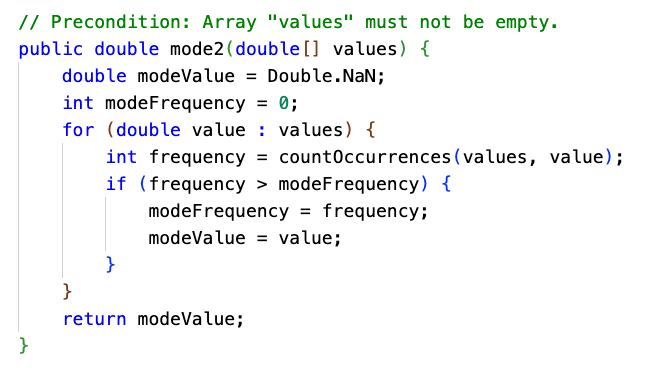 // Precondition: Array "values" must not be empty.
public double mode2(double[] values) {
    double modeValue = Double.NaN;
    int modeFrequency = 0;
    for (double value : values) {
        int frequency = countOccurrences(values, value);
        if (frequency > modeFrequency) {
            modeFrequency = frequency;
            modeValue = value;
        }
    }
    return modeValue;
}